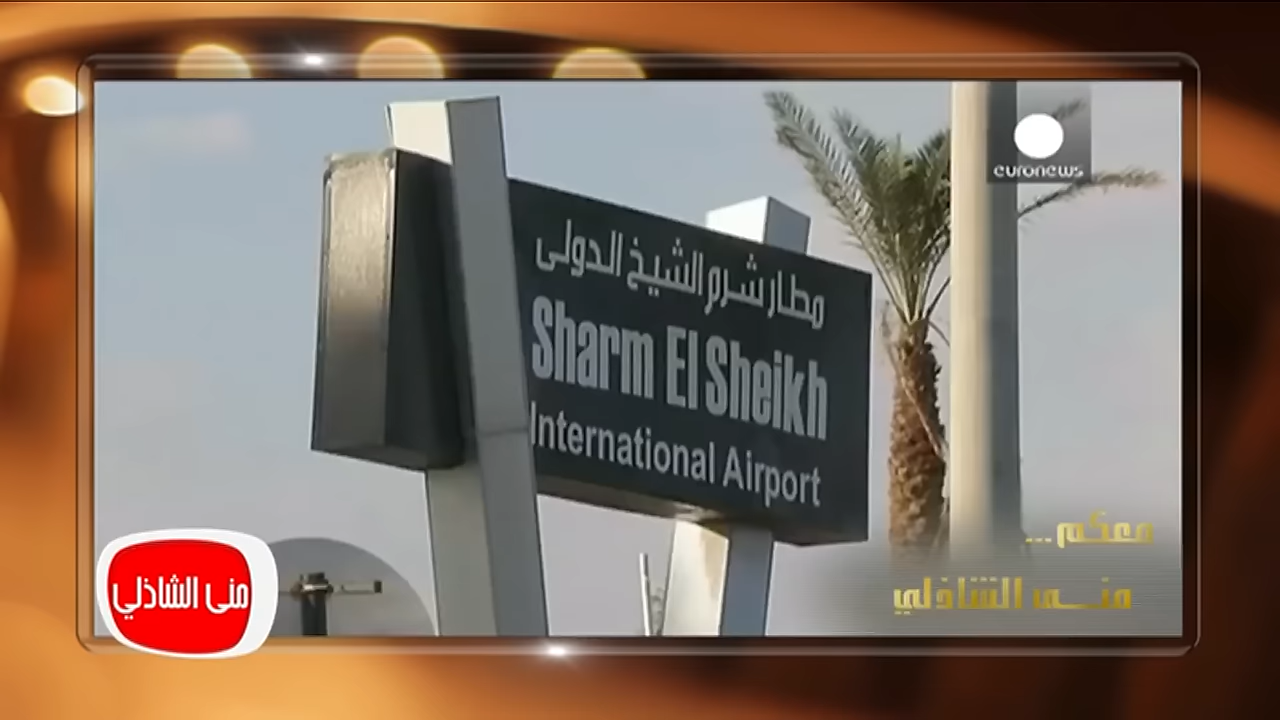 euronews
مطار شرم الشيخ الدولى
Sharm El Sheikh
International Airport
معكم...
منى الشاذلي
منى الشاذلي